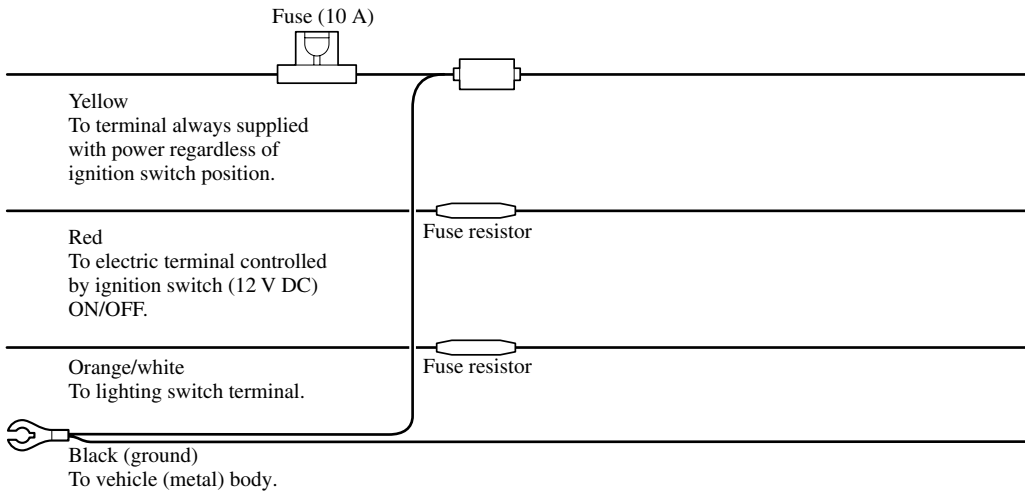 Fuse (10 A)
Yellow
To terminal always supplied
with power regardless of
ignition switch position.
Fuse resistor
Red
To electric terminal controlled
by ignition switch (12 V DC)
ON/OFF.
Fuse resistor
Orange/white
To lighting switch terminal.
Black (ground)
To vehicle (metal) body.